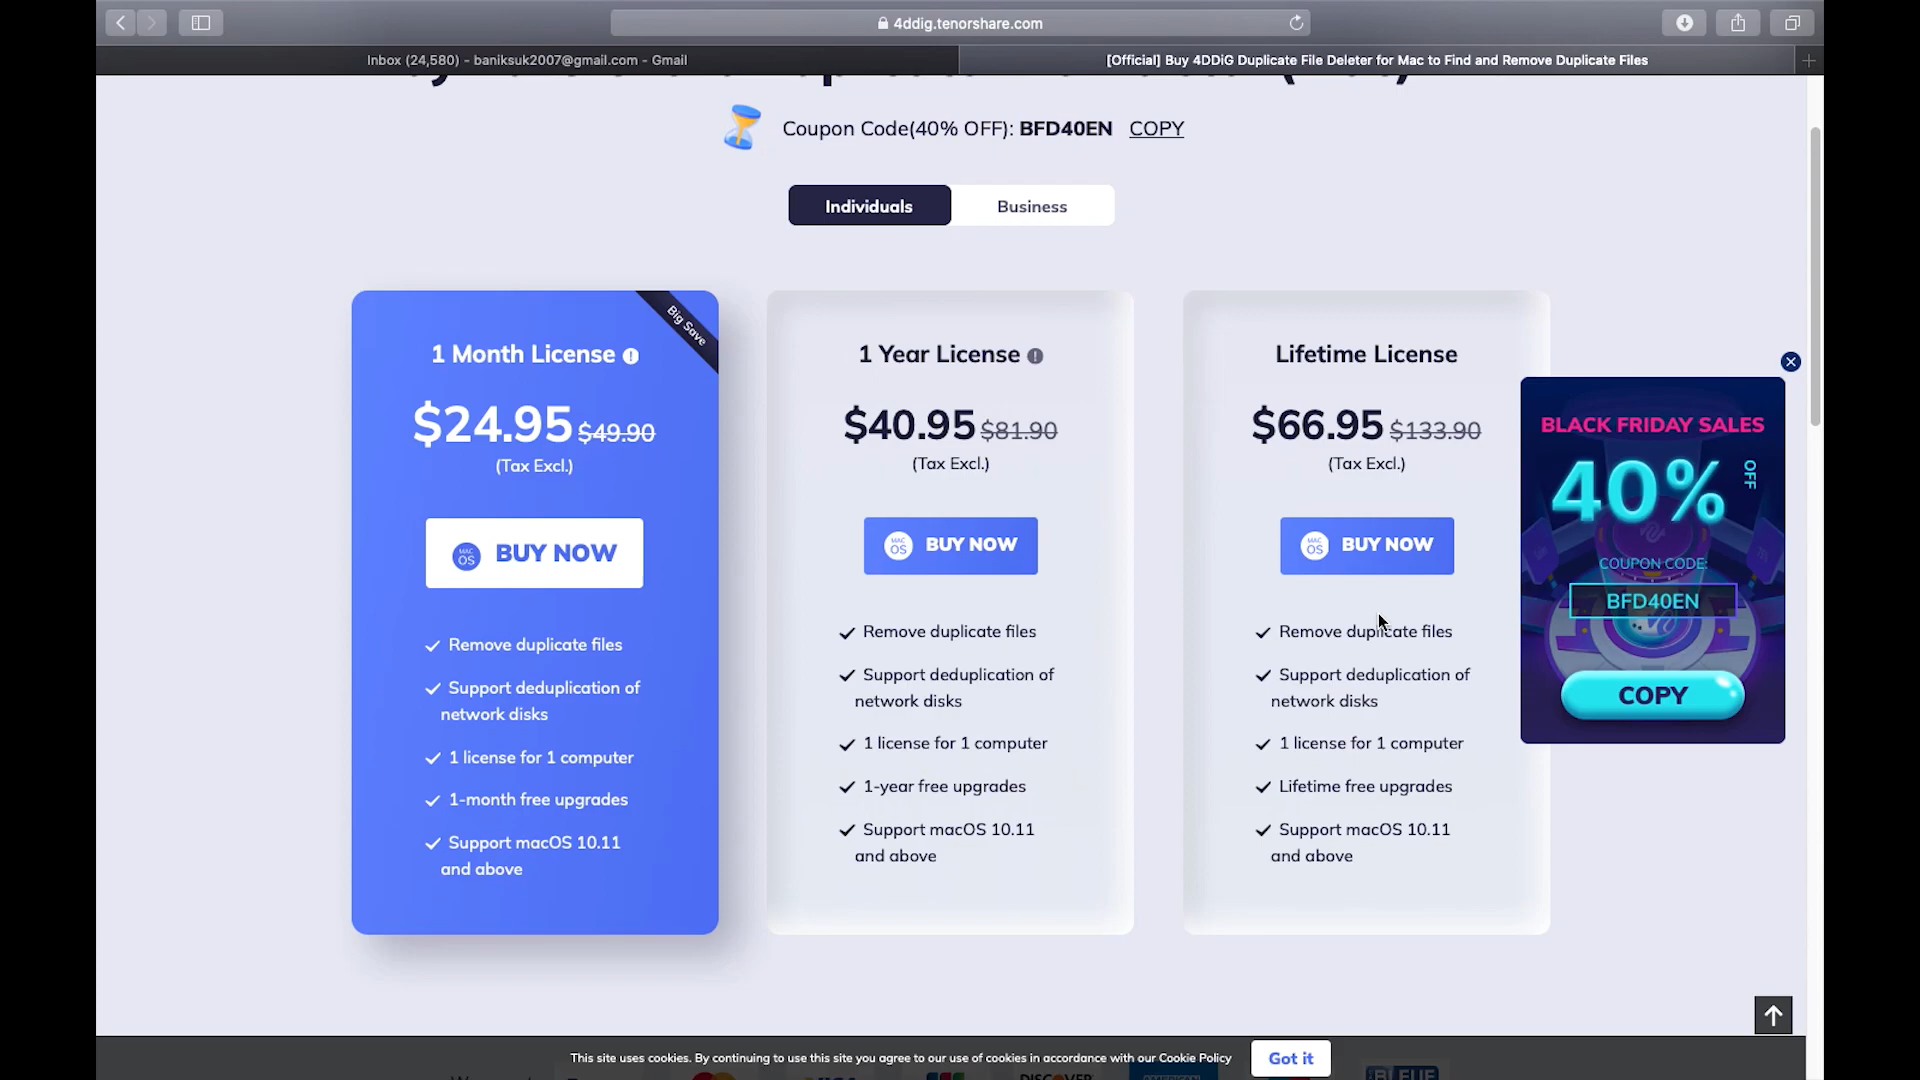 4ddig.tenorshare.com
Inbox (24,580) - baniksuk2007@gmail.com - Gmail
[Official] Buy 4DDiG Duplicate File Deleter for Mac to Find and Remove Duplicate Files
Coupon Code(40% OFF): BFD40EN COPY
Individuals
Business
Big Save
1 Month License
$24.95 $49.90
(Tax Excl.)
MAC OS BUY NOW
Remove duplicate files
Support deduplication of
network disks
1 license for 1 computer
1-month free upgrades
Support macOS 10.11
and above
1 Year License
$40.95 $81.90
(Tax Excl.)
MAC OS BUY NOW
Remove duplicate files
Support deduplication of
network disks
1 license for 1 computer
1-year free upgrades
Support macOS 10.11
and above
Lifetime License
$66.95 $133.90
(Tax Excl.)
MAC OS BUY NOW
Remove duplicate files
Support deduplication of
network disks
1 license for 1 computer
Lifetime free upgrades
Support macOS 10.11
and above
BLACK FRIDAY SALES
40% OFF
COUPON CODE:
BFD40EN
COPY
This site uses cookies. By continuing to use this site you agree to our use of cookies in accordance with our Cookie Policy
Got it